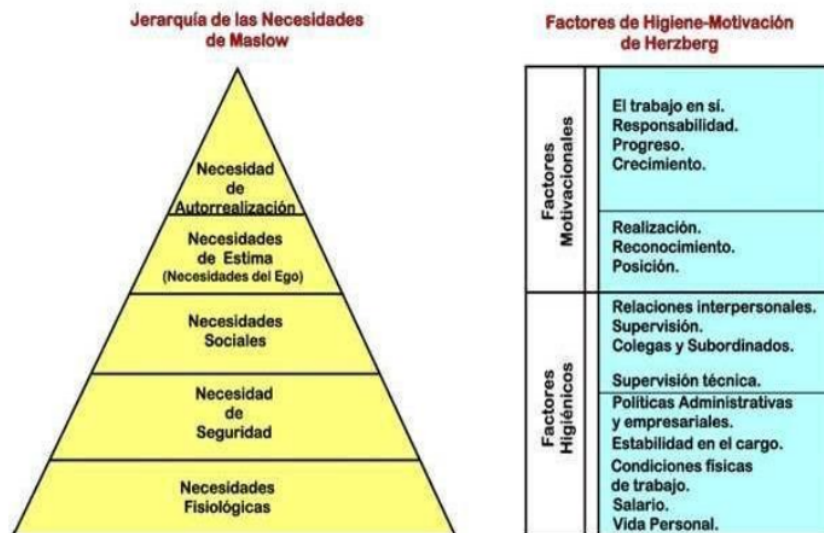 Jerarquía de las Necesidades
de Maslow
Necesidad
de
Autorrealización
Necesidades
de Estima
(Necesidades del Ego)
Necesidades
Sociales
Necesidad
de
Seguridad
Necesidades
Fisiológicas
Factores de Higiene-Motivación
de Herzberg
Factores
Motivacionales
El trabajo en sí.
Responsabilidad.
Progreso.
Crecimiento.
Realización.
Reconocimiento.
Posición.
Factores
Higiénicos
Relaciones interpersonales.
Supervisión.
Colegas y Subordinados.
Supervisión técnica.
Políticas Administrativas
y empresariales.
Estabilidad en el cargo.
Condiciones físicas
de trabajo.
Salario.
Vida Personal.